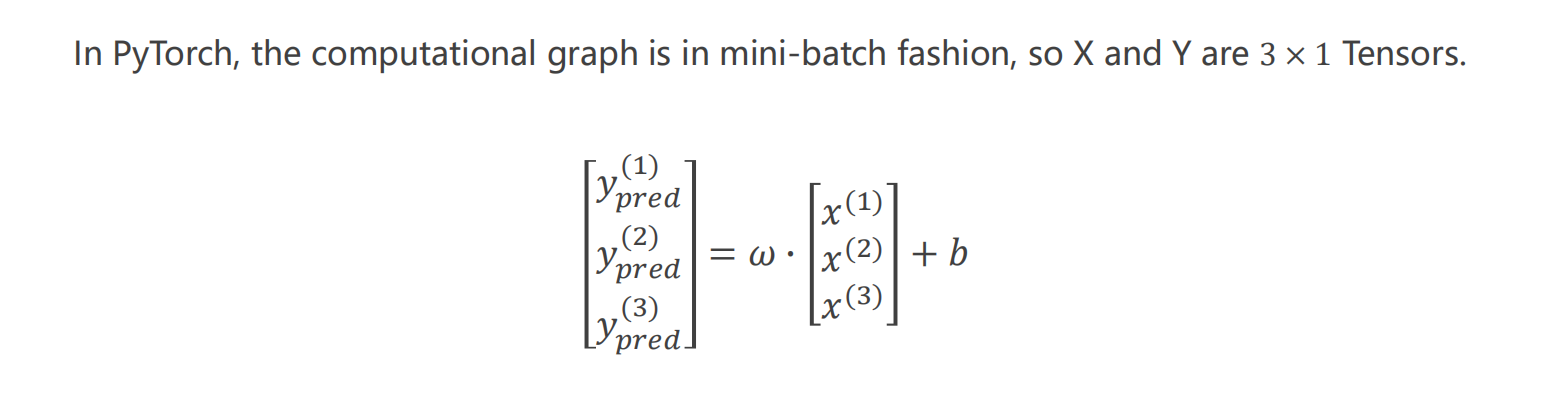 In PyTorch, the computational graph is in mini-batch fashion, so X and Y are 3 × 1 Tensors.
\begin{bmatrix} y_{pred}^{(1)} \\ y_{pred}^{(2)} \\ y_{pred}^{(3)} \end{bmatrix} = \omega \cdot \begin{bmatrix} x^{(1)} \\ x^{(2)} \\ x^{(3)} \end{bmatrix} + b